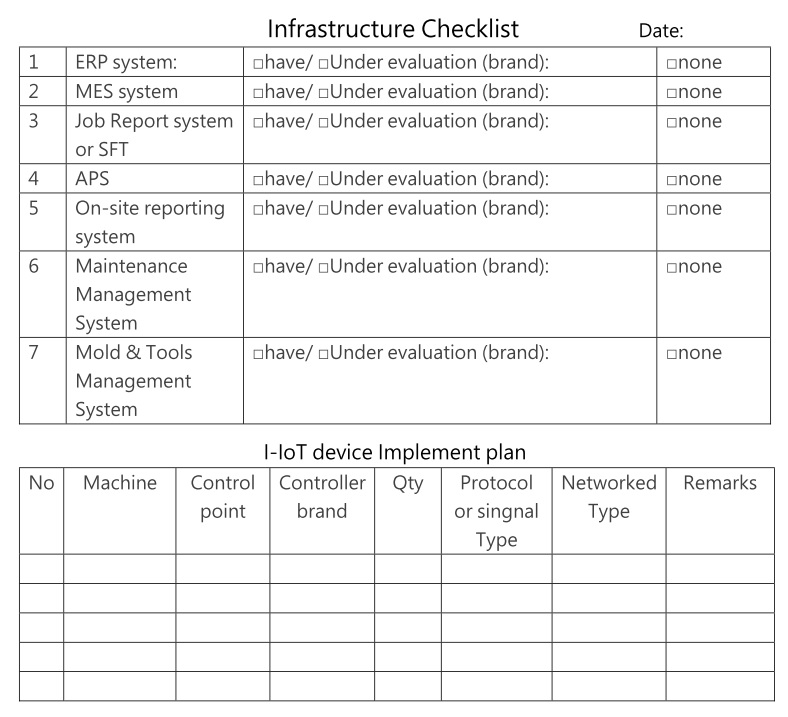 Infrastructure Checklist Date:
1 ERP system: □have/ □Under evaluation (brand): □none
2 MES system □have/ □Under evaluation (brand): □none
3 Job Report system □have/ □Under evaluation (brand): □none
or SFT
4 APS □have/ □Under evaluation (brand): □none
5 On-site reporting □have/ □Under evaluation (brand): □none
system
6 Maintenance □have/ □Under evaluation (brand): □none
Management
System
7 Mold & Tools □have/ □Under evaluation (brand): □none
Management
System
I-IoT device Implement plan
No Machine Control Controller Qty Protocol Networked Remarks
point brand or singnal Type
Type